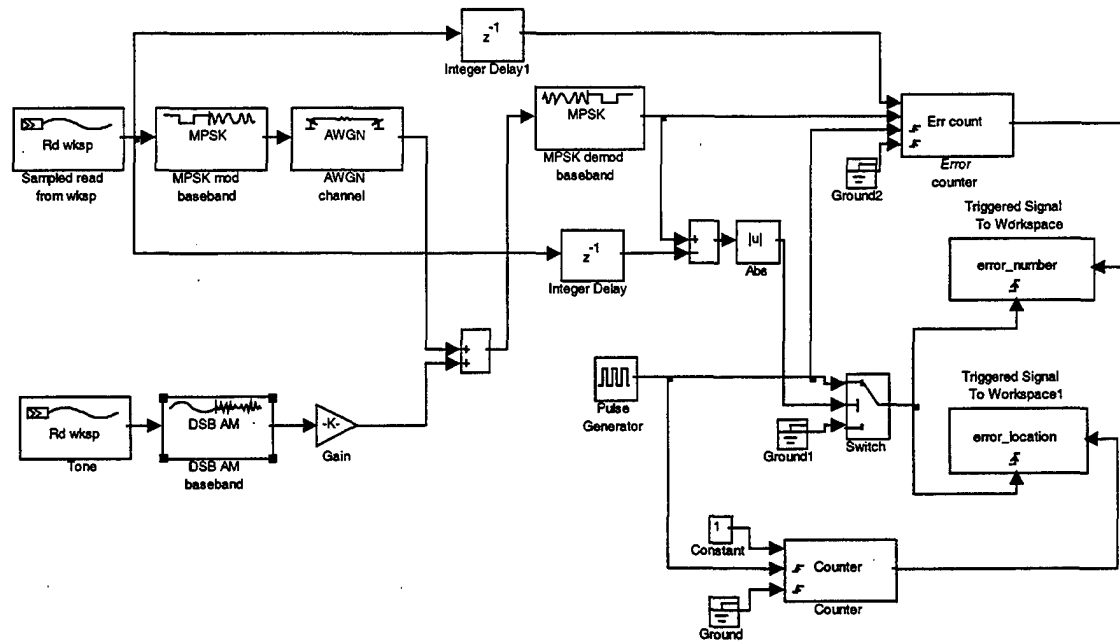 z⁻¹
Integer Delay1
Rd wksp
Sampled read
from wksp
MPSK
MPSK mod
baseband
AWGN
AWGN
channel
MPSK
MPSK demod
baseband
Err count
Error
counter
Ground2
z⁻¹
Integer Delay
+
−
|u|
Abs
Triggered Signal
To Workspace
error_number
+
+
Pulse
Generator
Ground1
Switch
Triggered Signal
To Workspace1
error_location
Rd wksp
Tone
DSB AM
DSB AM
baseband
-K-
Gain
1
Constant
Counter
Counter
Ground